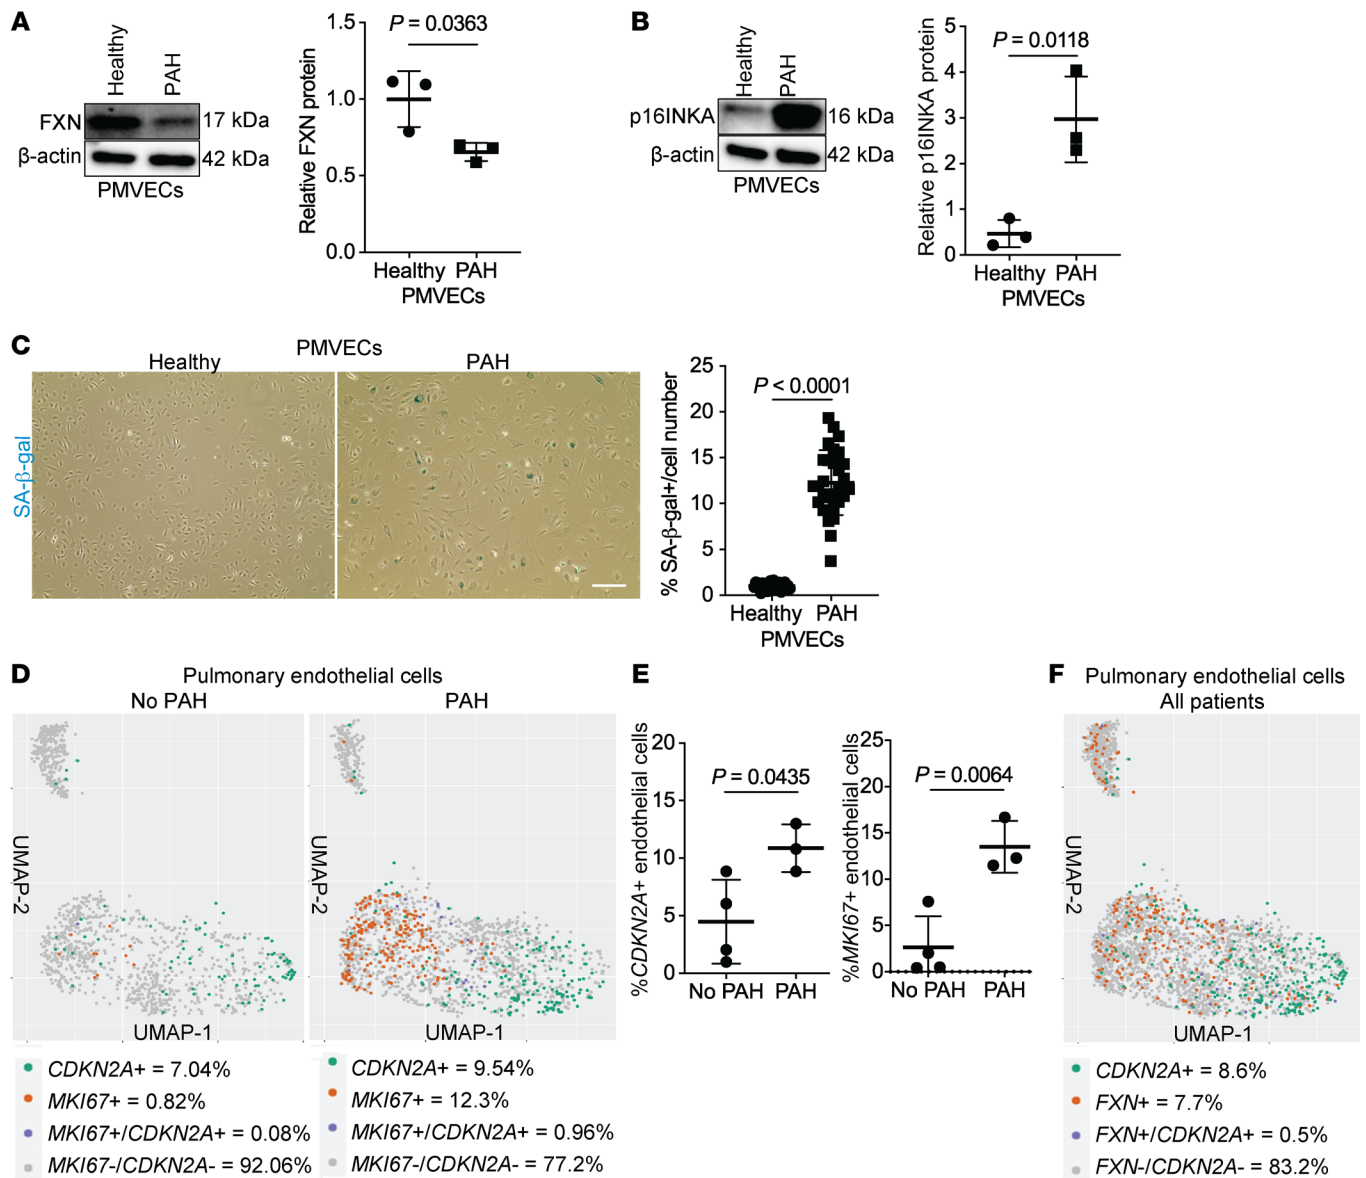 A
Healthy
PAH
FXN
17 kDa
β-actin
42 kDa
PMVECs
P = 0.0363
Relative FXN protein
1.5
1.0
0.5
0.0
Healthy PAH
PMVECs
B
Healthy
PAH
p16INKA
16 kDa
β-actin
42 kDa
PMVECs
P = 0.0118
Relative p16INKA protein
5
4
3
2
1
0
Healthy PAH
PMVECs
C
PMVECs
Healthy
PAH
SA-β-gal
P < 0.0001
% SA-β-gal+/cell number
25
20
15
10
5
0
Healthy PAH
PMVECs
D
Pulmonary endothelial cells
No PAH
PAH
UMAP-2
UMAP-1
UMAP-2
UMAP-1
CDKN2A+ = 7.04%
MKI67+ = 0.82%
MKI67+/CDKN2A+ = 0.08%
MKI67-/CDKN2A- = 92.06%
CDKN2A+ = 9.54%
MKI67+ = 12.3%
MKI67+/CDKN2A+ = 0.96%
MKI67-/CDKN2A- = 77.2%
E
%CDKN2A+ endothelial cells
20
15
10
5
0
P = 0.0435
No PAH PAH
%MKI67+ endothelial cells
25
20
15
10
5
0
P = 0.0064
No PAH PAH
F
Pulmonary endothelial cells
All patients
UMAP-2
UMAP-1
CDKN2A+ = 8.6%
FXN+ = 7.7%
FXN+/CDKN2A+ = 0.5%
FXN-/CDKN2A- = 83.2%